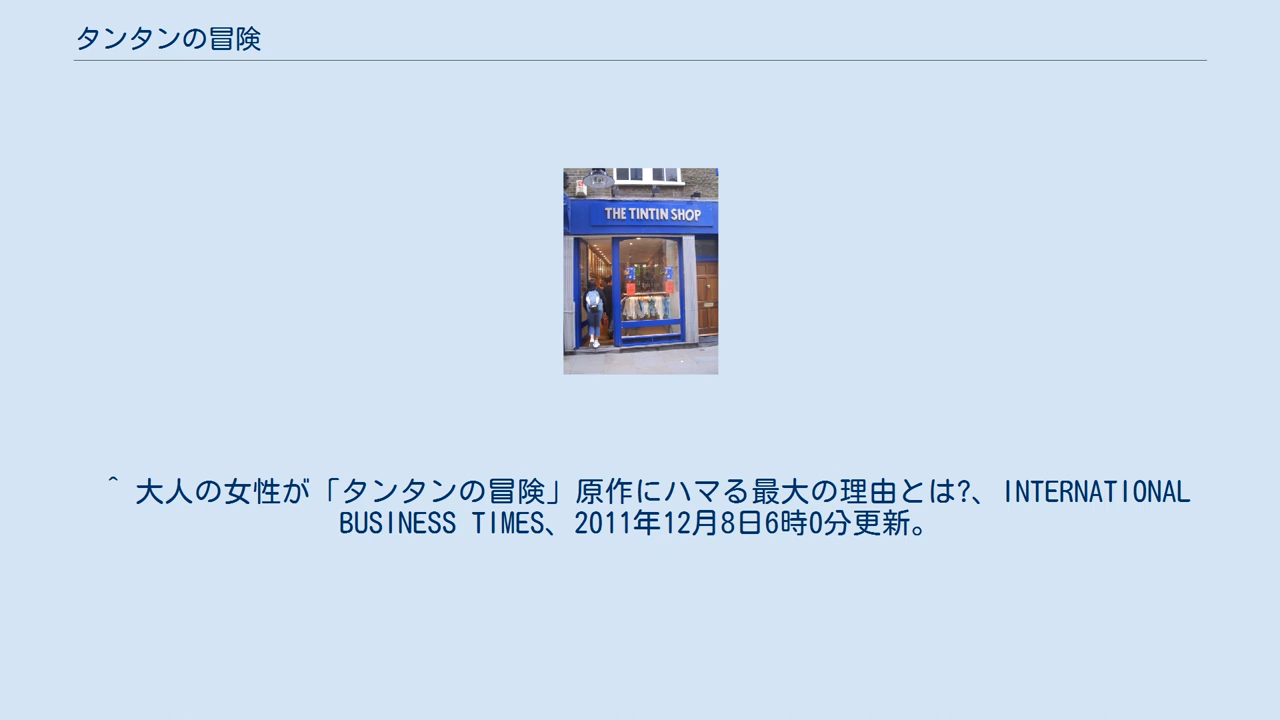 タンタンの冒険
THE TINTIN SHOP
^ 大人の女性が「タンタンの冒険」原作にハマる最大の理由とは?、INTERNATIONAL
BUSINESS TIMES、2011年12月8日6時0分更新。